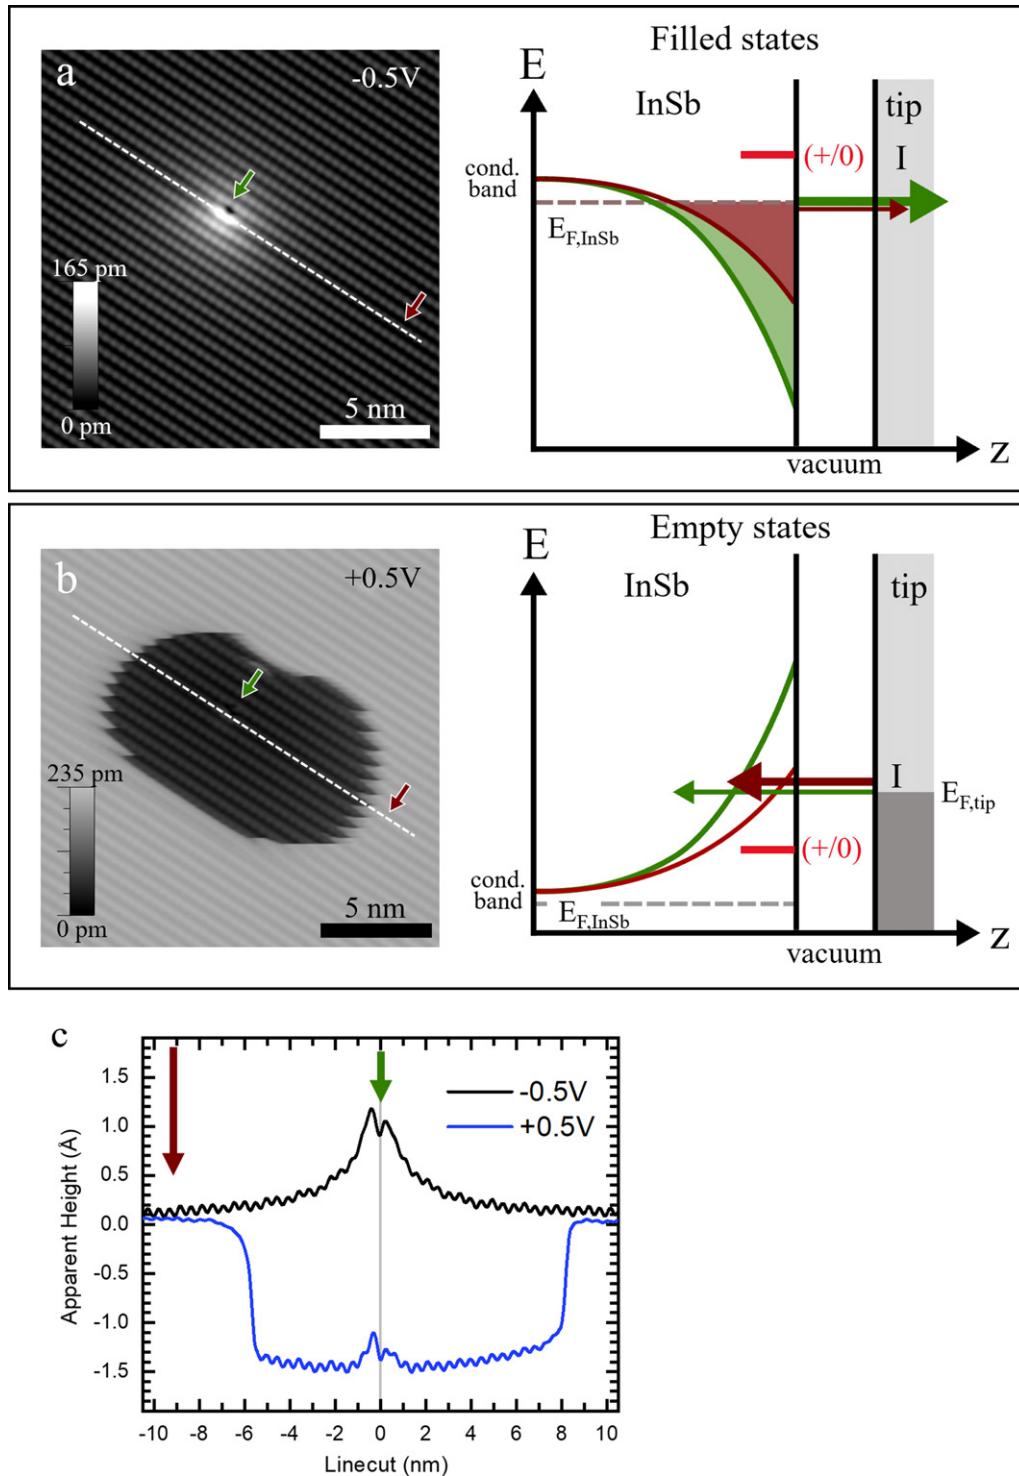 a
-0.5V
165 pm
0 pm
5 nm
Filled states
E
InSb
tip
(+/0)
I
cond.
band
E_F,InSb
vacuum
z
b
+0.5V
235 pm
0 pm
5 nm
Empty states
E
InSb
tip
I
E_F,tip
(+/0)
cond.
band
E_F,InSb
vacuum
z
c
-0.5V
+0.5V
1.5
1.0
0.5
0.0
-0.5
-1.0
-1.5
Apparent Height (Å)
-10 -8 -6 -4 -2 0 2 4 6 8 10
Linecut (nm)